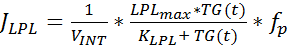 J_LPL = 1/V_INT * LPL_max*TG(t)/K_LPL+TG(t) * f_p